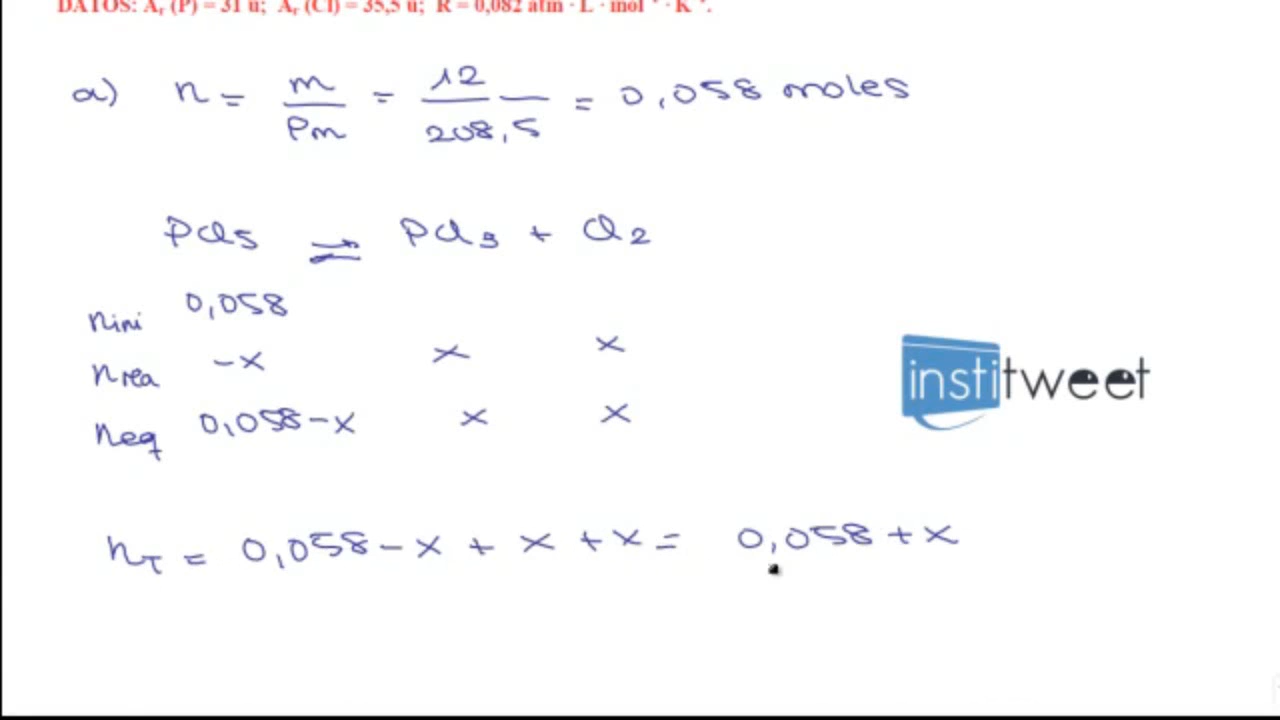 DATOS: Ar (P) = 31 u; Ar (Cl) = 35,5 u; R = 0,082 atm · L · mol⁻¹ · K⁻¹.
a) n = m/Pm = 12/208,5 = 0,058 moles
PCl5 ⇌ PCl3 + Cl2
nini 0,058
nrea -x x x
neq 0,058-x x x
institweet
nT = 0,058-x + x + x = 0,058 + x